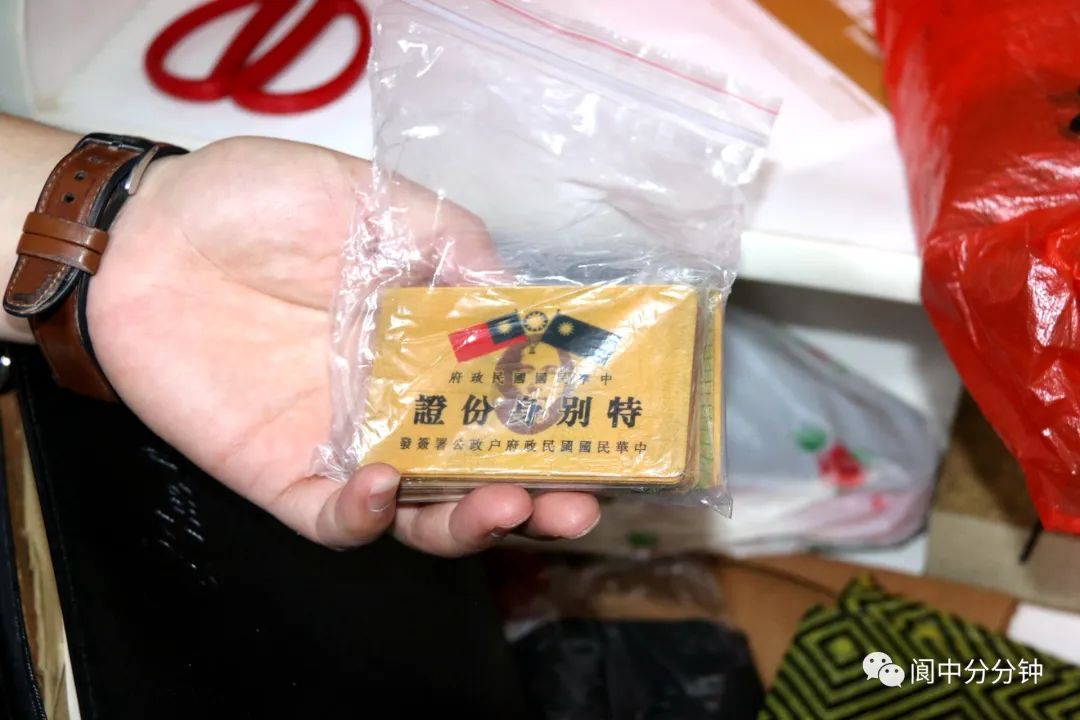 中華民國國民政府
特别身份證
中華民國國民政府户政公署簽發
阆中分分钟